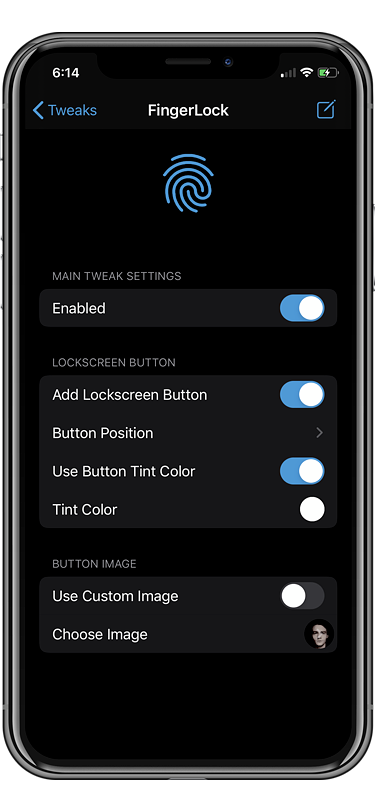 6:14
Tweaks
FingerLock
MAIN TWEAK SETTINGS
Enabled
LOCKSCREEN BUTTON
Add Lockscreen Button
Button Position
Use Button Tint Color
Tint Color
BUTTON IMAGE
Use Custom Image
Choose Image